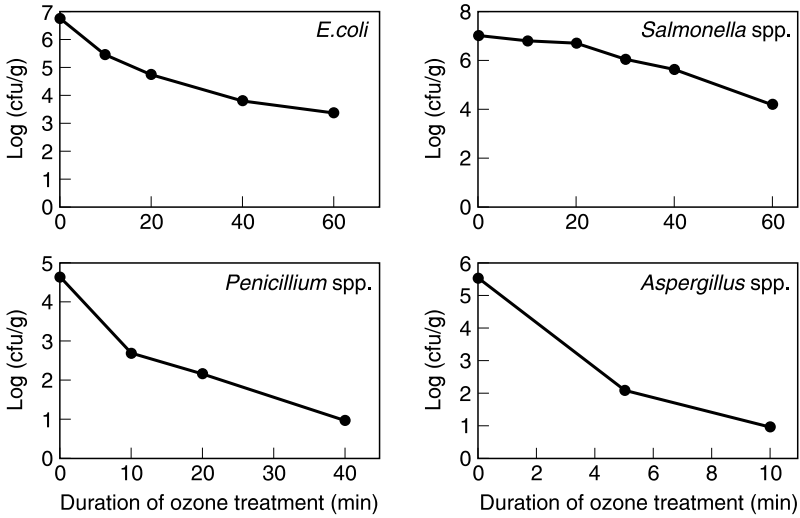 E.coli
Log (cfu/g)
7
6
5
4
3
2
1
0
0 20 40 60
Salmonella spp.
Log (cfu/g)
8
6
4
2
0 10 20 30 40 60
Penicillium spp.
Log (cfu/g)
5
4
3
2
1
0
0 10 20 30 40
Duration of ozone treatment (min)
Aspergillus spp.
Log (cfu/g)
6
5
4
3
2
1
0
0 2 4 6 8 10
Duration of ozone treatment (min)